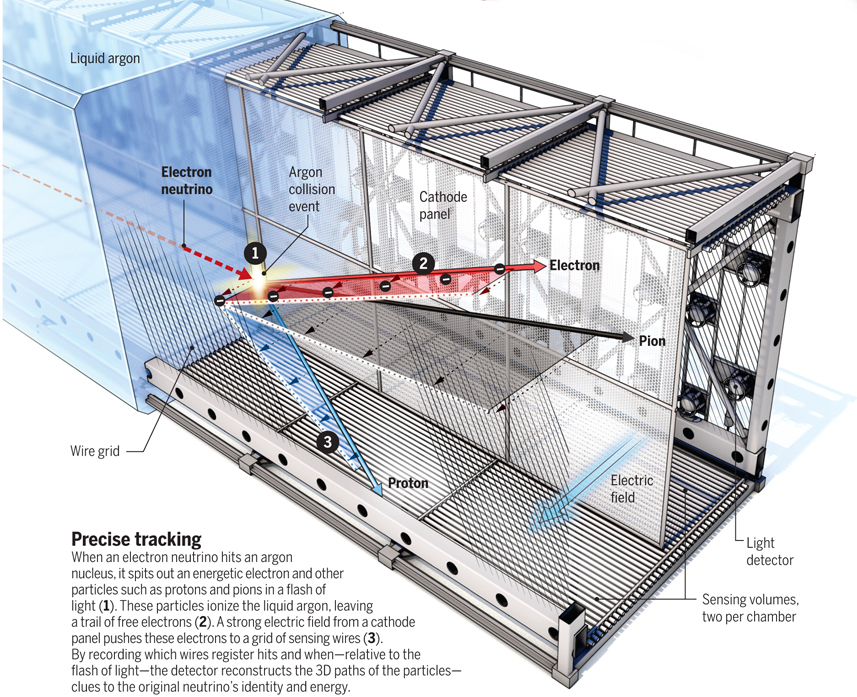 Liquid argon
Electron
neutrino
Argon
collision
event
Cathode
panel
1
2
Electron
Pion
Wire grid
3
Proton
Electric
field
Light
detector
Sensing volumes,
two per chamber
Precise tracking
When an electron neutrino hits an argon
nucleus, it spits out an energetic electron and other
particles such as protons and pions in a flash of
light (1). These particles ionize the liquid argon, leaving
a trail of free electrons (2). A strong electric field from a cathode
panel pushes these electrons to a grid of sensing wires (3).
By recording which wires register hits and when—relative to the
flash of light—the detector reconstructs the 3D paths of the particles—
clues to the original neutrino's identity and energy.